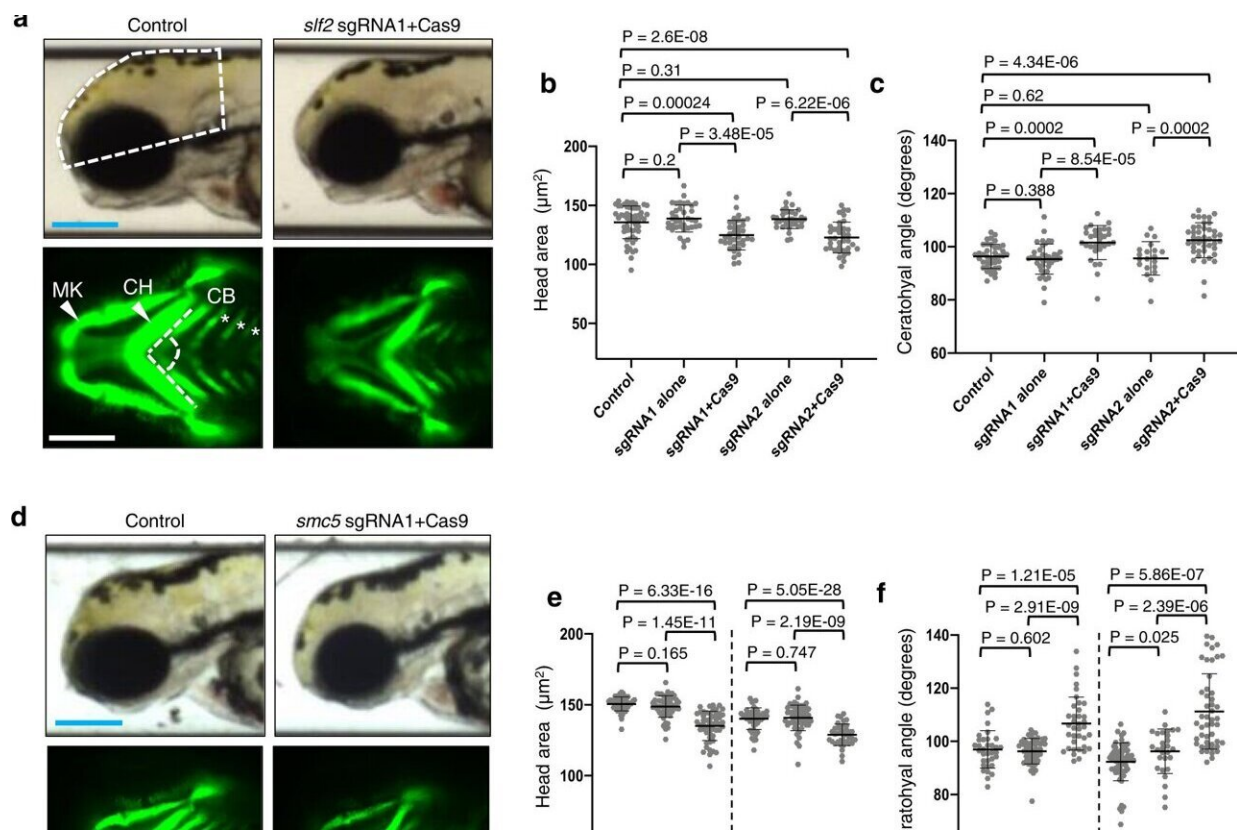 a
Control
slf2 sgRNA1+Cas9
MK
CH
CB
* * *
b
P = 2.6E-08
P = 0.31
P = 0.00024
P = 6.22E-06
P = 3.48E-05
P = 0.2
Head area (µm²)
200
150
100
50
Control
sgRNA1 alone
sgRNA1+Cas9
sgRNA2 alone
sgRNA2+Cas9
c
P = 4.34E-06
P = 0.62
P = 0.0002
P = 0.0002
P = 8.54E-05
P = 0.388
Ceratohyal angle (degrees)
140
120
100
80
60
Control
sgRNA1 alone
sgRNA1+Cas9
sgRNA2 alone
sgRNA2+Cas9
d
Control
smc5 sgRNA1+Cas9
e
P = 6.33E-16
P = 5.05E-28
P = 1.45E-11
P = 2.19E-09
P = 0.165
P = 0.747
Head area (µm²)
200
150
100
f
P = 1.21E-05
P = 5.86E-07
P = 2.91E-09
P = 2.39E-06
P = 0.602
P = 0.025
ratohyal angle (degrees)
140
120
100
80